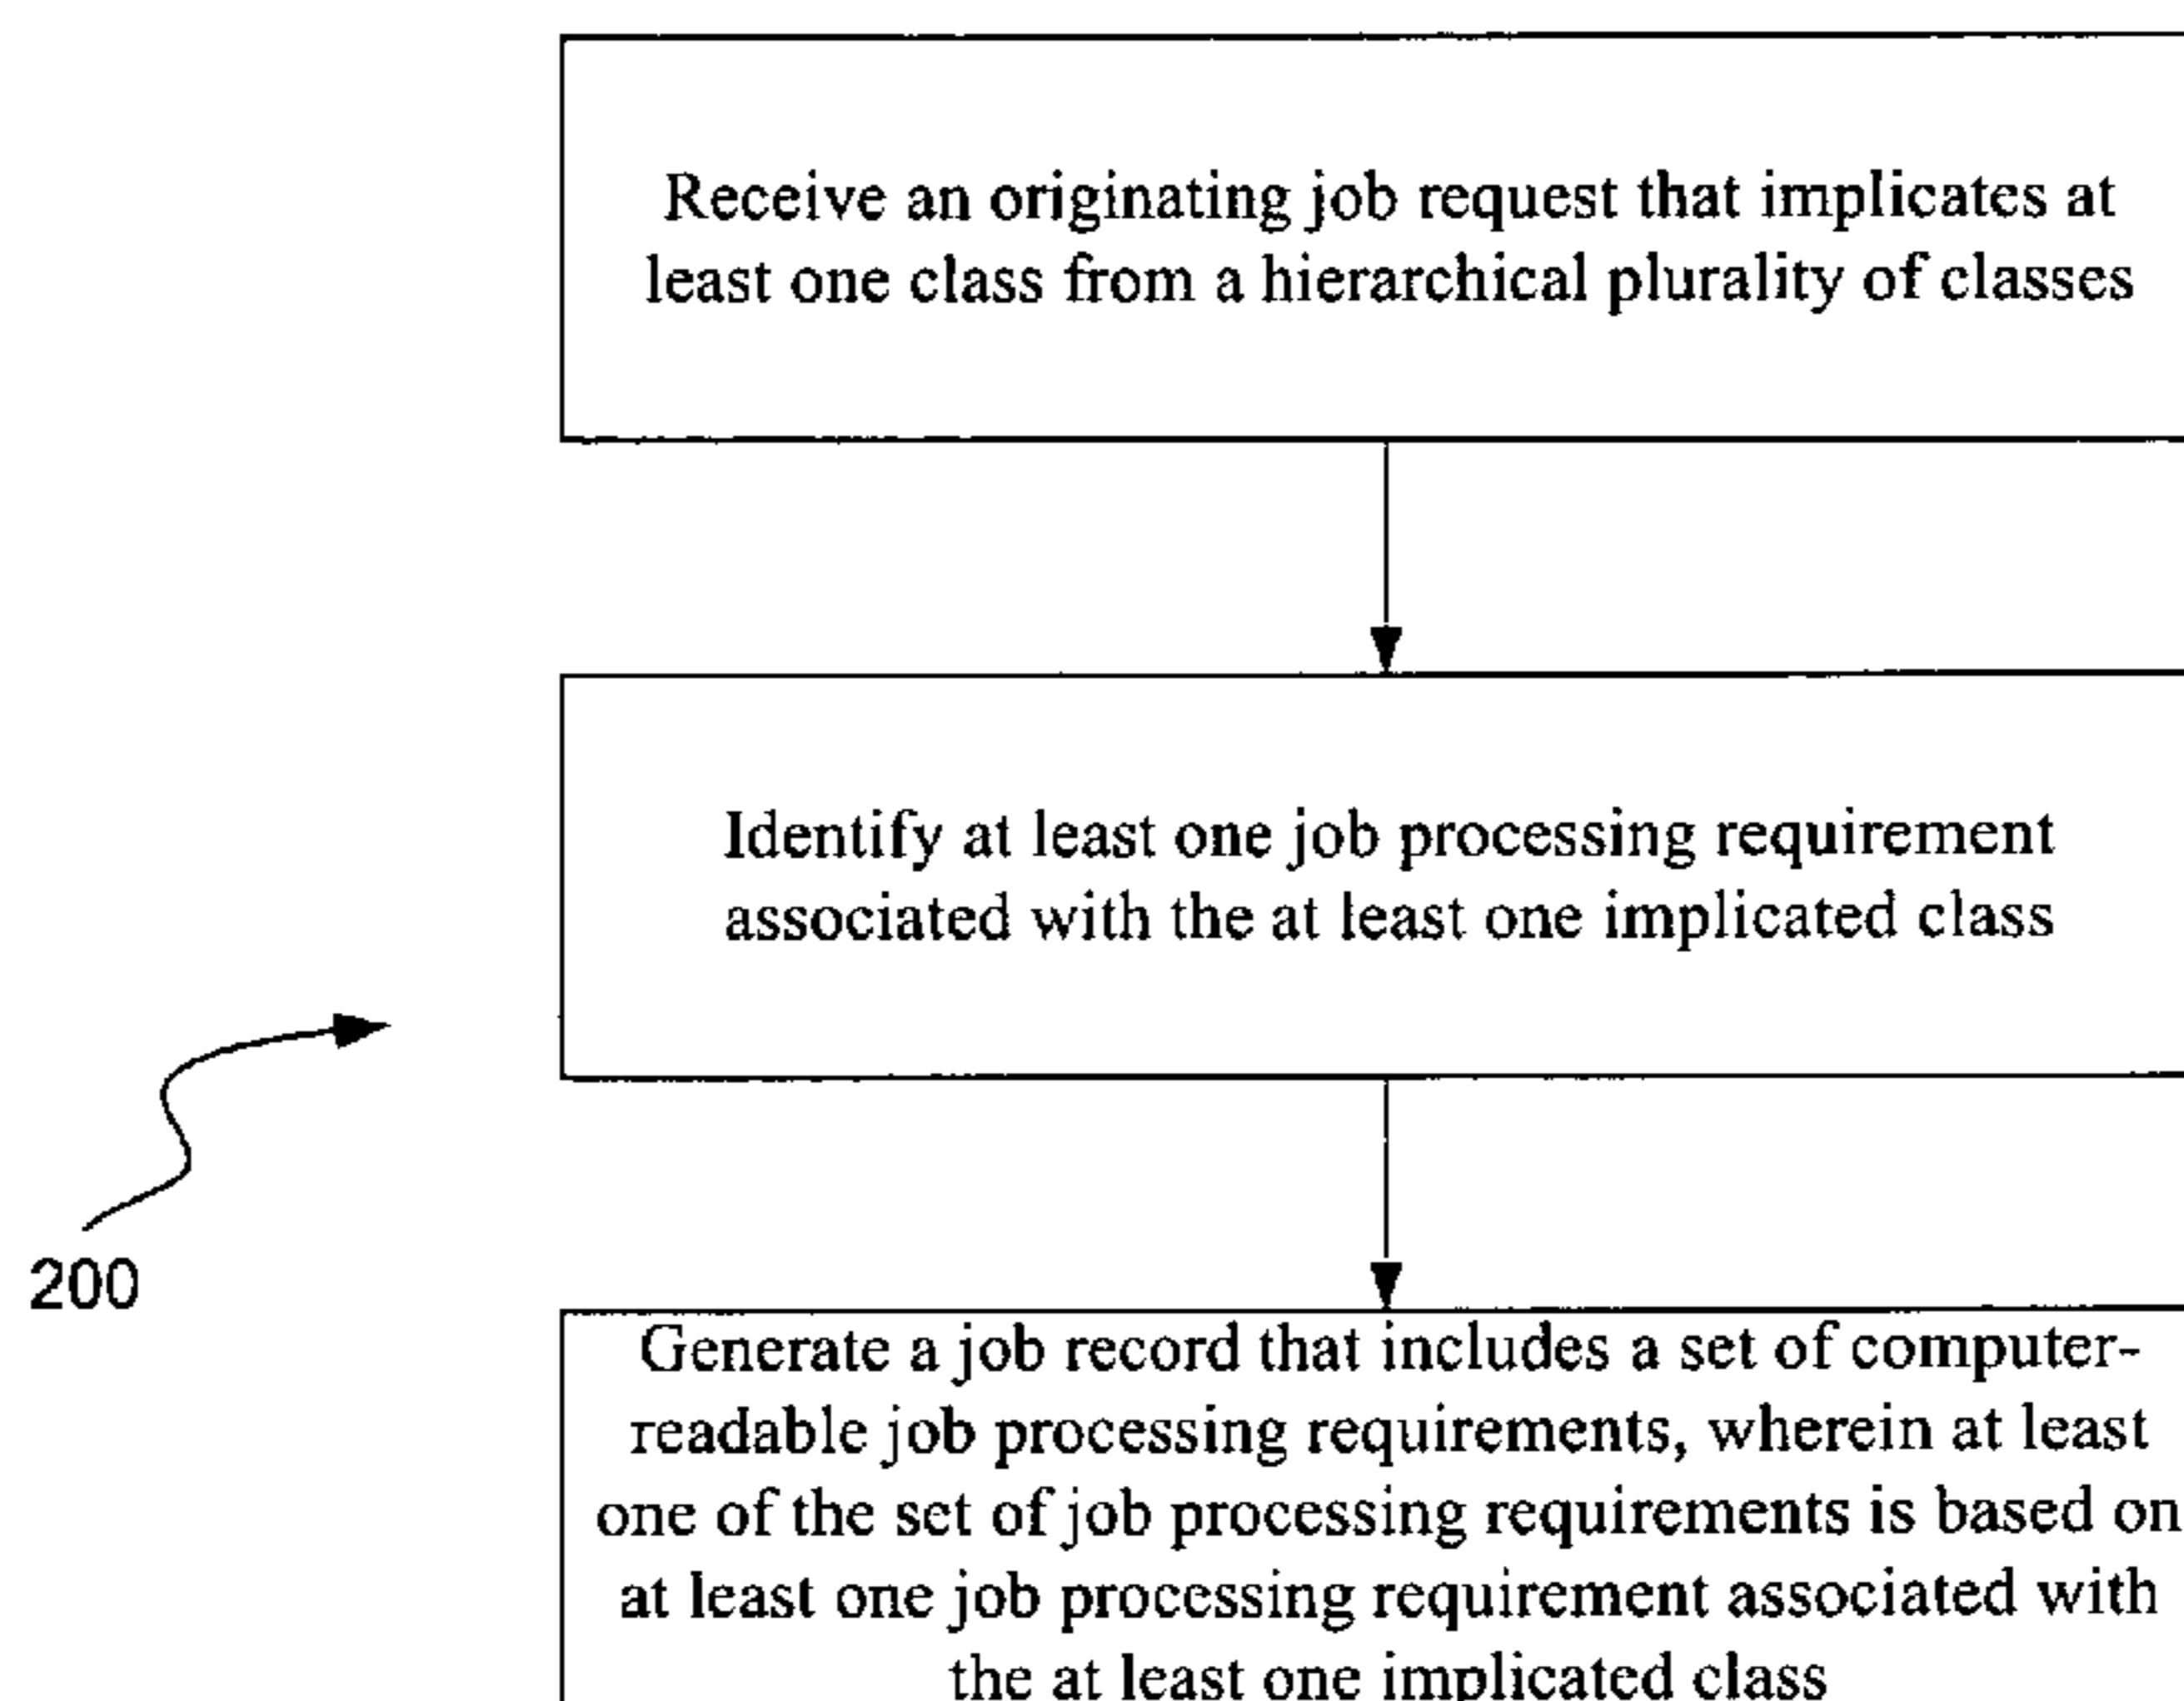 Receive an originating job request that implicates at
least one class from a hierarchical plurality of classes
Identify at least one job processing requirement
associated with the at least one implicated class
200
Generate a job record that includes a set of computer-
readable job processing requirements, wherein at least
one of the set of job processing requirements is based on
at least one job processing requirement associated with
the at least one implicated class